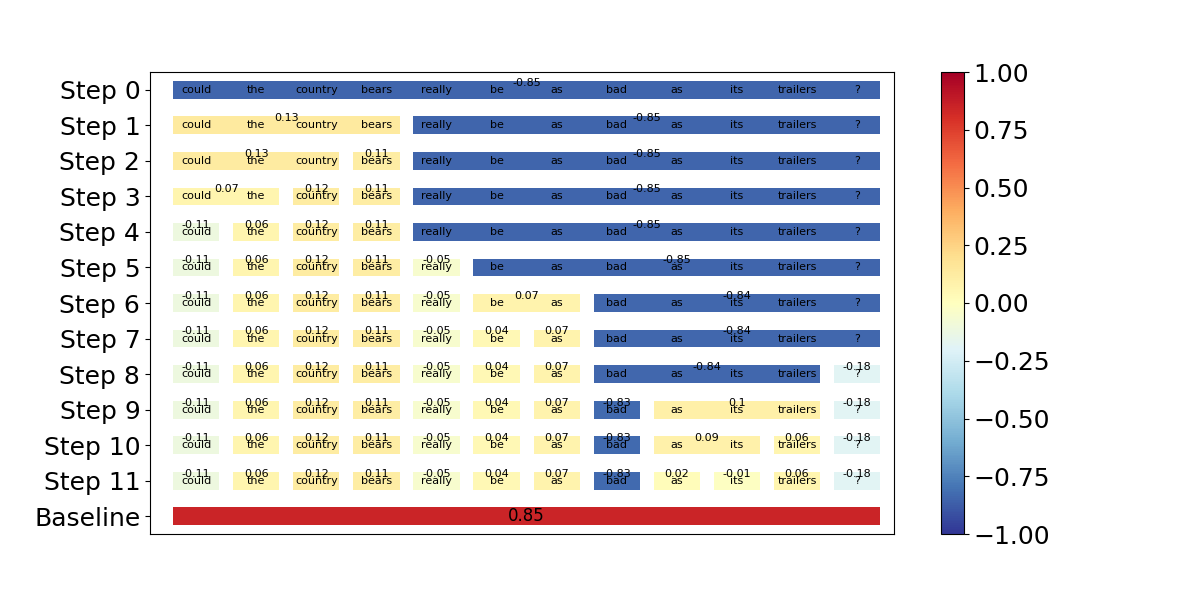 Step 0 could the country bears really be as bad as its trailers ? -0.85
Step 1 could the country bears really be as bad as its trailers ? 0.13 -0.85
Step 2 could the country bears really be as bad as its trailers ? 0.13 0.11 -0.85
Step 3 could the country bears really be as bad as its trailers ? 0.07 0.12 0.11 -0.85
Step 4 could the country bears really be as bad as its trailers ? -0.11 0.06 0.12 0.11 -0.85
Step 5 could the country bears really be as bad as its trailers ? -0.11 0.06 0.12 0.11 -0.05 -0.85
Step 6 could the country bears really be as bad as its trailers ? -0.11 0.06 0.12 0.11 -0.05 0.07 -0.84
Step 7 could the country bears really be as bad as its trailers ? -0.11 0.06 0.12 0.11 -0.05 0.04 0.07 -0.84
Step 8 could the country bears really be as bad as its trailers ? -0.11 0.06 0.12 0.11 -0.05 0.04 0.07 -0.84 -0.18
Step 9 could the country bears really be as bad as its trailers ? -0.11 0.06 0.12 0.11 -0.05 0.04 0.07 -0.83 0.1 -0.18
Step 10 could the country bears really be as bad as its trailers ? -0.11 0.06 0.12 0.11 -0.05 0.04 0.07 -0.83 0.09 0.06 -0.18
Step 11 could the country bears really be as bad as its trailers ? -0.11 0.06 0.12 0.11 -0.05 0.04 0.07 -0.83 0.02 -0.01 0.06 -0.18
Baseline 0.85
1.00
0.75
0.50
0.25
0.00
−0.25
−0.50
−0.75
−1.00